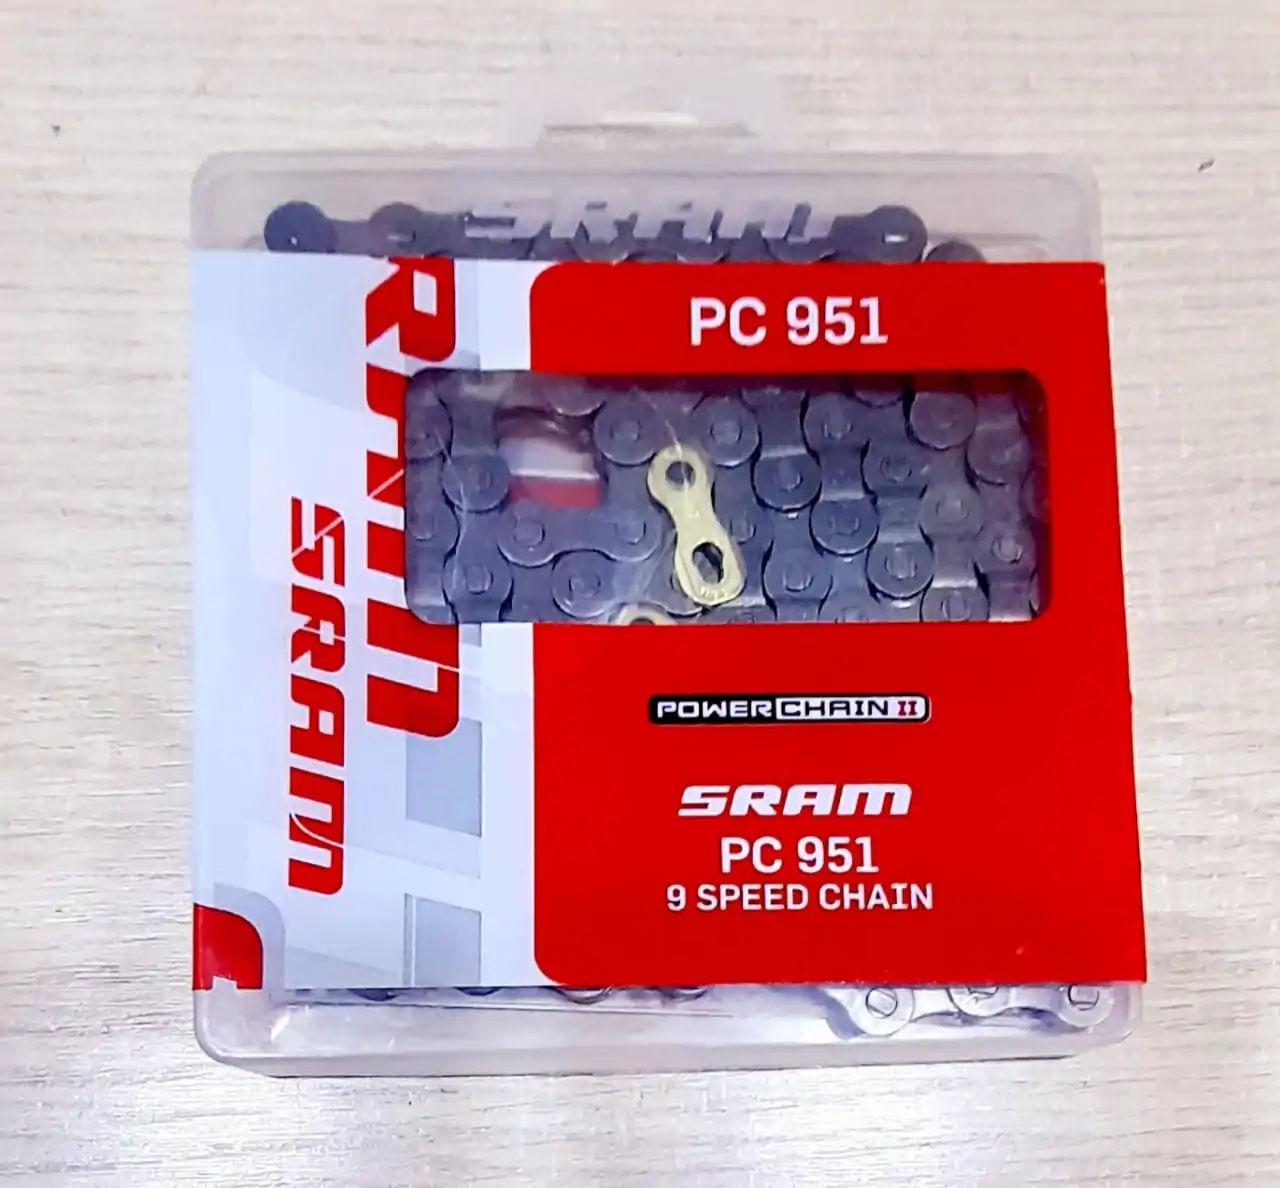 SRAM
PC 951
SRAM
SRAM
POWERCHAIN II
SRAM
PC 951
9 SPEED CHAIN